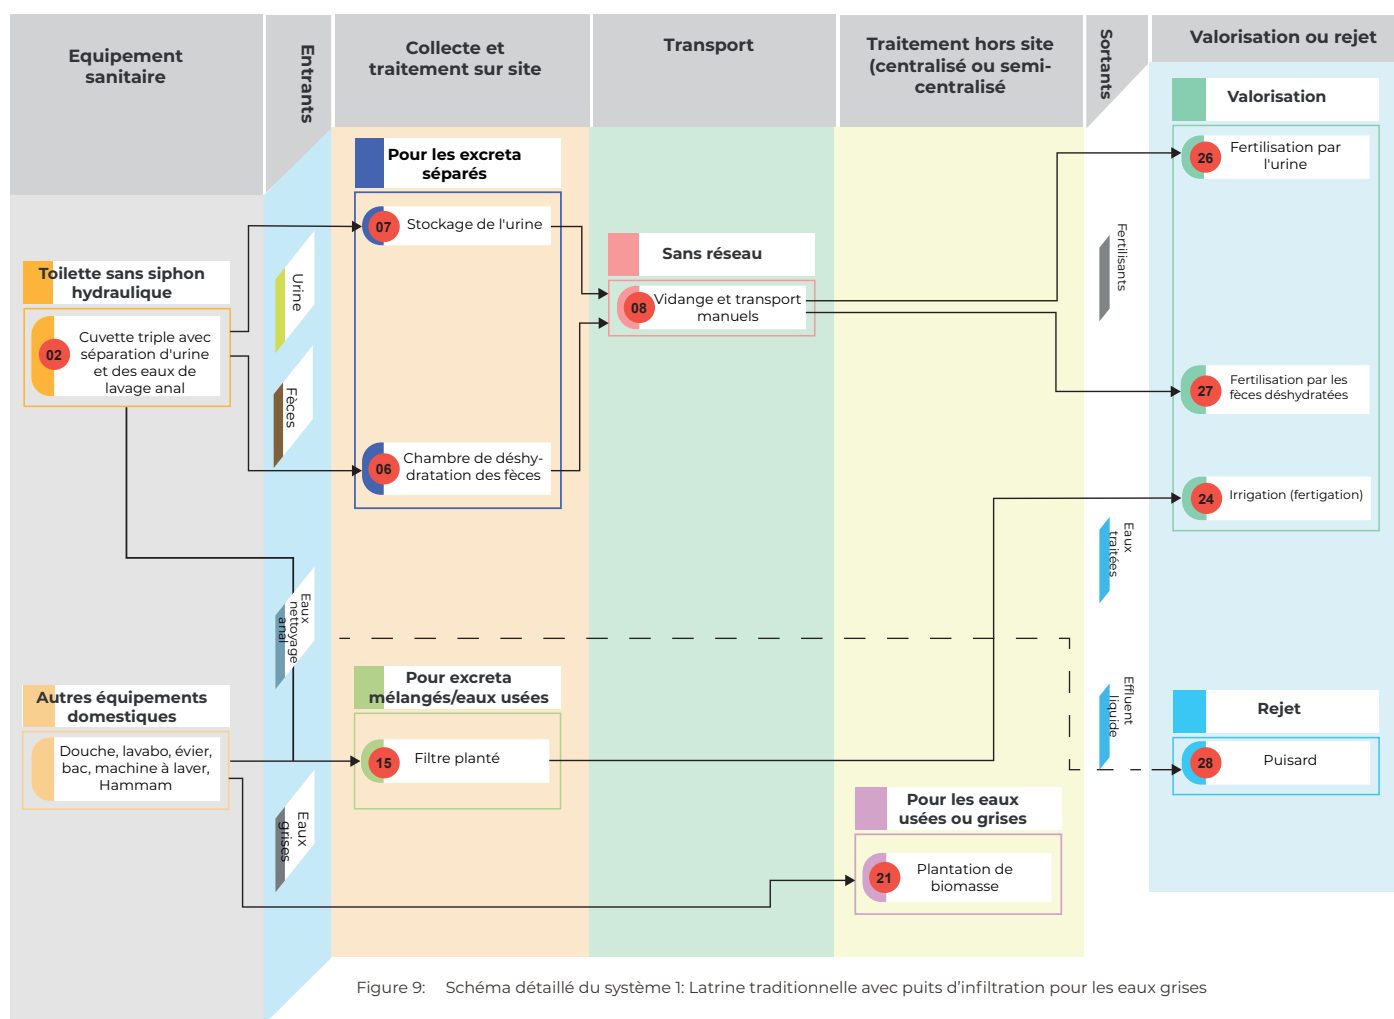 Equipement
sanitaire
Entrants
Collecte et
traitement sur site
Transport
Traitement hors site
(centralisé ou semi-
centralisé
Sortants
Valorisation ou rejet
Toilette sans siphon
hydraulique
02
Cuvette triple avec
séparation d'urine
et des eaux de
lavage anal
Autres équipements
domestiques
Douche, lavabo, évier,
bac, machine à laver,
Hammam
Urine
Fèces
Eaux
nettoyage
anal
Eaux
grises
Pour les excreta
séparés
07
Stockage de l'urine
06
Chambre de déshy-
dratation des fèces
Pour excreta
mélangés/eaux usées
15
Filtre planté
Sans réseau
08
Vidange et transport
manuels
Pour les eaux
usées ou grises
21
Plantation de
biomasse
Fertilisants
Eaux
traitées
Effluent
liquide
Valorisation
26
Fertilisation par
l'urine
27
Fertilisation par les
fèces déshydratées
24
Irrigation (fertigation)
Rejet
28
Puisard
Figure 9: Schéma détaillé du système 1: Latrine traditionnelle avec puits d’infiltration pour les eaux grises